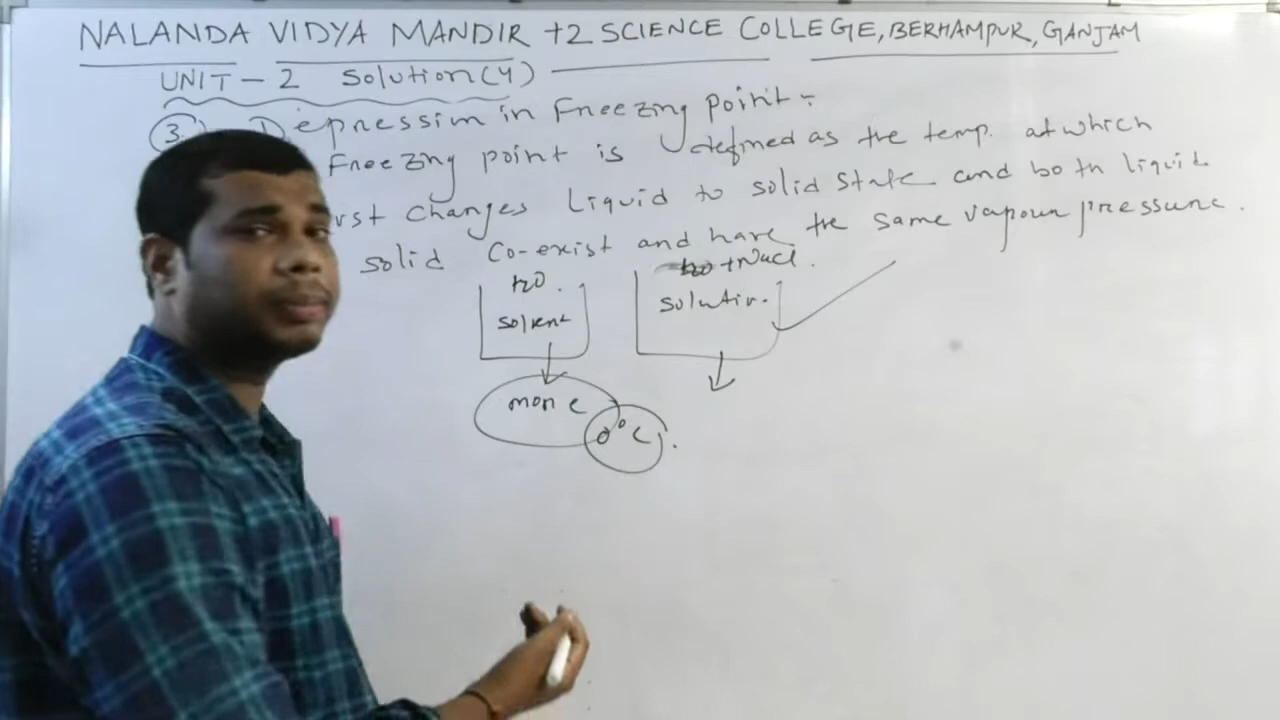 NALANDA VIDYA MANDIR +2 SCIENCE COLLEGE, BERHAMPUR, GANJAM
UNIT - 2 Solution(4)
3. Depression in Freezing point :-
Freezing point is defined as the temp. at which
rst changes liquid to solid state and both liquid
solid co-exist and have the same vapour pressure.
H2O.
solvent
H2O + NaCl.
solution.
more
0°C).